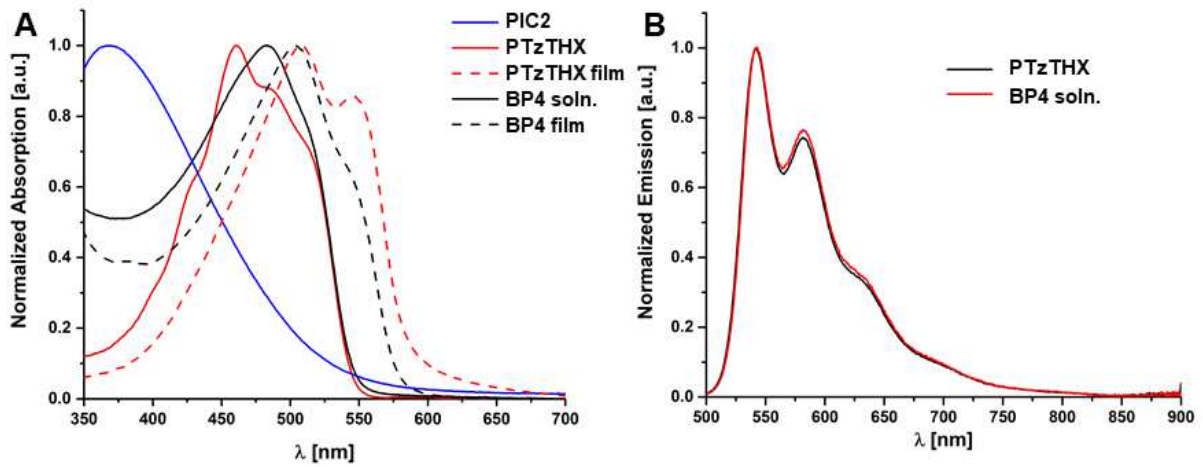 A
Normalized Absorption [a.u.]
1.0
0.8
0.6
0.4
0.2
0.0
350 400 450 500 550 600 650 700
λ [nm]
PIC2
PTzTHX
PTzTHX film
BP4 soln.
BP4 film
B
Normalized Emission [a.u.]
1.0
0.8
0.6
0.4
0.2
0.0
500 550 600 650 700 750 800 850 900
λ [nm]
PTzTHX
BP4 soln.